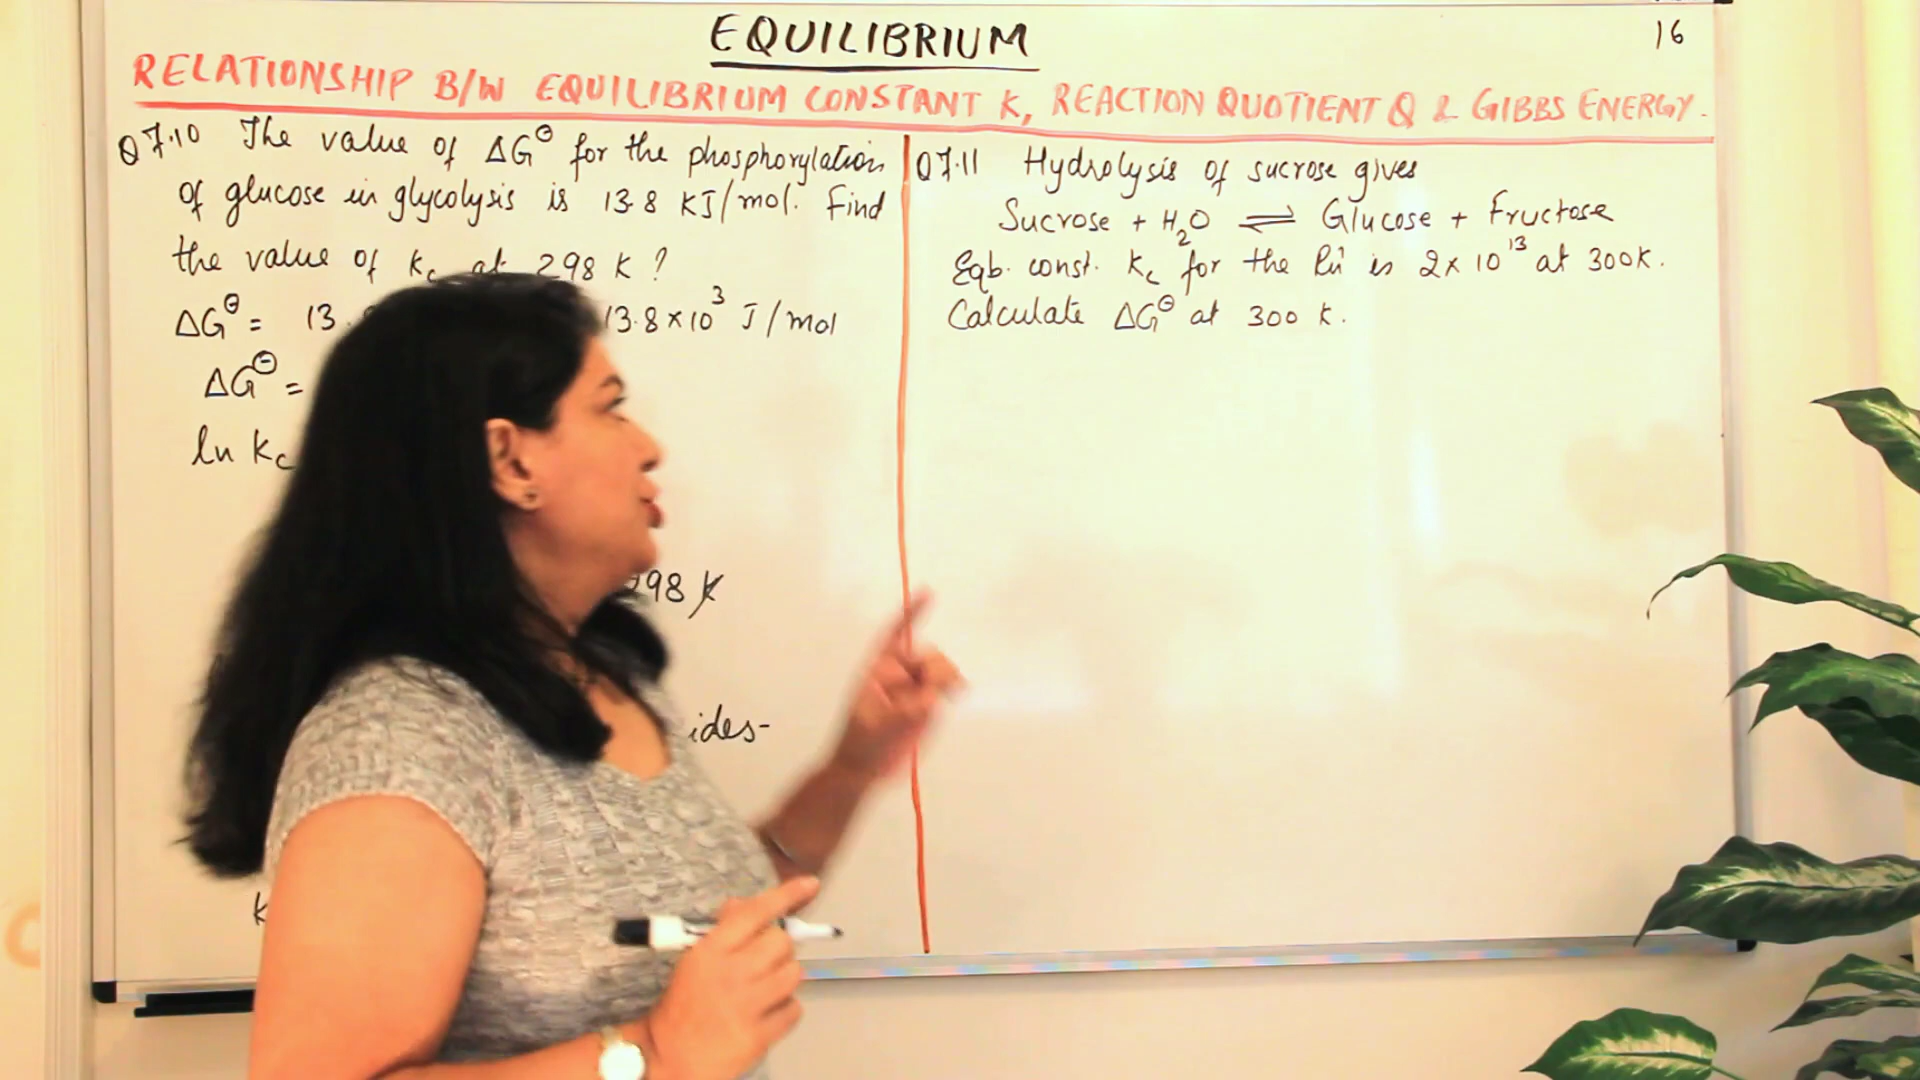 EQUILIBRIUM
16
RELATIONSHIP B/W EQUILIBRIUM CONSTANT K, REACTION QUOTIENT Q & GIBBS ENERGY.
Q 7.10 The value of ΔG⊖ for the phosphorylation
of glucose in glycolysis is 13.8 KJ/mol. Find
the value of Kc at 298 K ?
ΔG⊖ = 13. 13.8×10³ J/mol
ΔG⊖ =
ln Kc
298 K
ides-
K
Q 7.11 Hydrolysis of sucrose gives
Sucrose + H₂O ⇌ Glucose + Fructose
Eqb. const. Kc for the Rn is 2×10¹³ at 300K.
Calculate ΔG⊖ at 300 K.